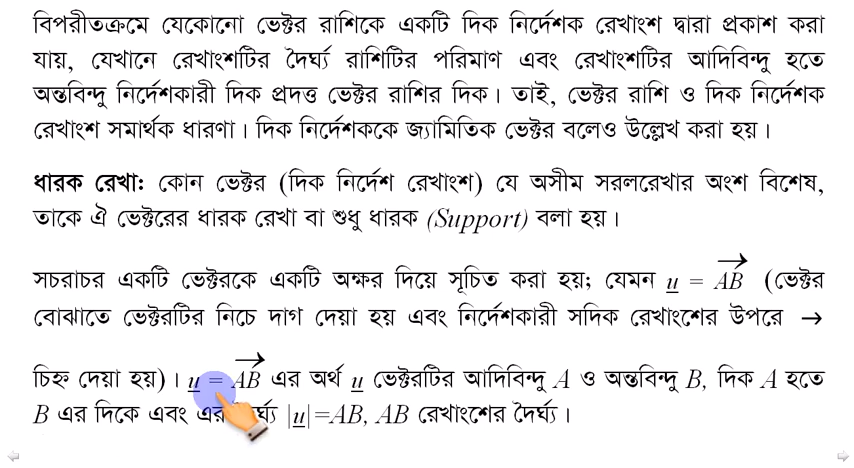 বিপরীতক্রমে যেকোনো ভেক্টর রাশিকে একটি দিক নির্দেশক রেখাংশ দ্বারা প্রকাশ করা
যায়, যেখানে রেখাংশটির দৈর্ঘ্য রাশিটির পরিমাণ এবং রেখাংশটির আদিবিন্দু হতে
অন্তবিন্দু নির্দেশকারী দিক প্রদত্ত ভেক্টর রাশির দিক। তাই, ভেক্টর রাশি ও দিক নির্দেশক
রেখাংশ সমার্থক ধারণা। দিক নির্দেশককে জ্যামিতিক ভেক্টর বলেও উল্লেখ করা হয়।
ধারক রেখা: কোন ভেক্টর (দিক নির্দেশ রেখাংশ) যে অসীম সরলরেখার অংশ বিশেষ,
তাকে ঐ ভেক্টরের ধারক রেখা বা শুধু ধারক (Support) বলা হয়।
সচরাচর একটি ভেক্টরকে একটি অক্ষর দিয়ে সূচিত করা হয়; যেমন u̲ = A⃗B⃗ (ভেক্টর
বোঝাতে ভেক্টরটির নিচে দাগ দেয়া হয় এবং নির্দেশকারী সদিক রেখাংশের উপরে →
চিহ্ন দেয়া হয়)। u̲ = A⃗B⃗ এর অর্থ u̲ ভেক্টরটির আদিবিন্দু A ও অন্তবিন্দু B, দিক A হতে
B এর দিকে এবং এর |u̲|=AB, AB রেখাংশের দৈর্ঘ্য।